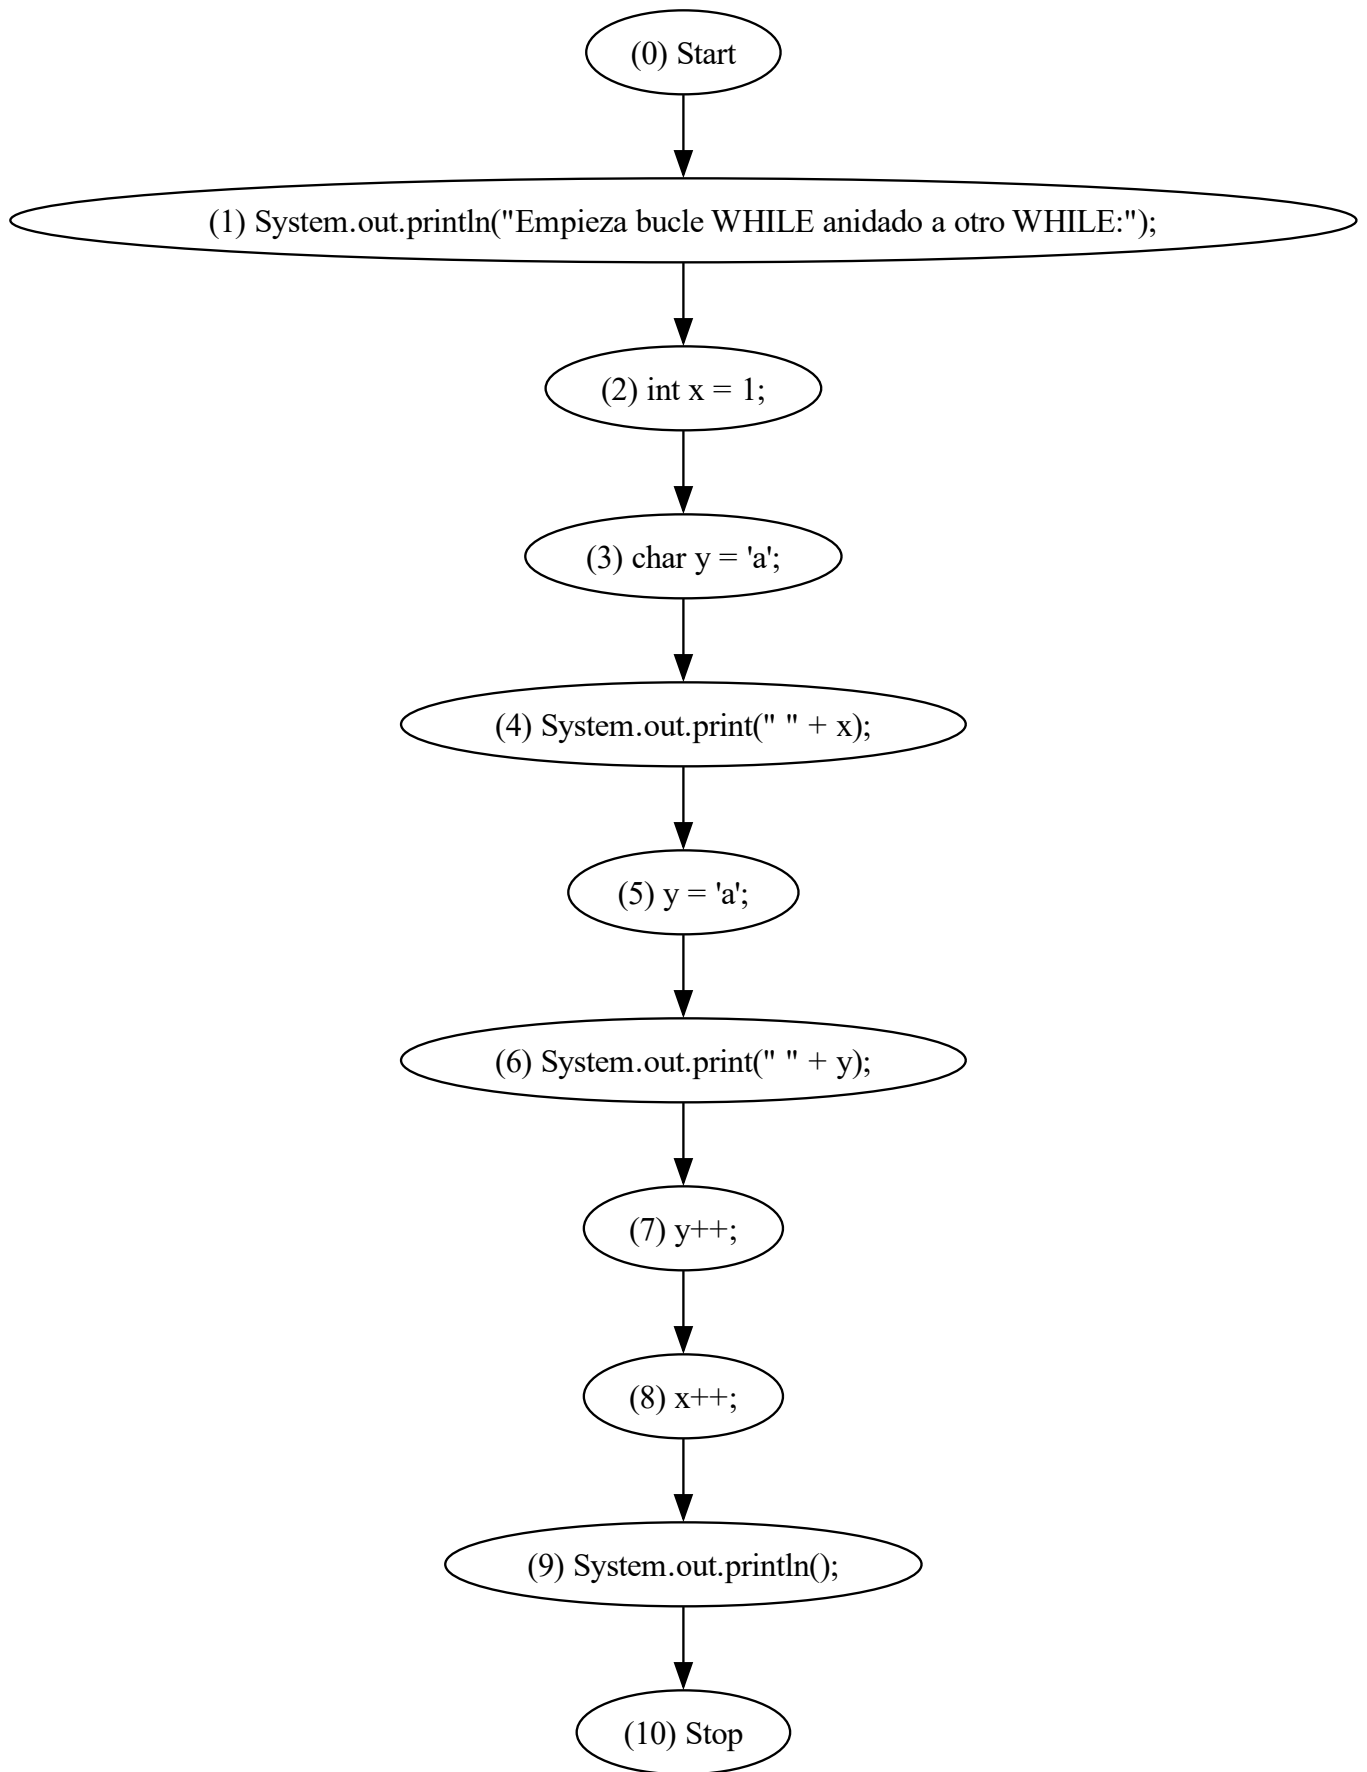 (0) Start
(1) System.out.println("Empieza bucle WHILE anidado a otro WHILE:");
(2) int x = 1;
(3) char y = 'a';
(4) System.out.print(" " + x);
(5) y = 'a';
(6) System.out.print(" " + y);
(7) y++;
(8) x++;
(9) System.out.println();
(10) Stop